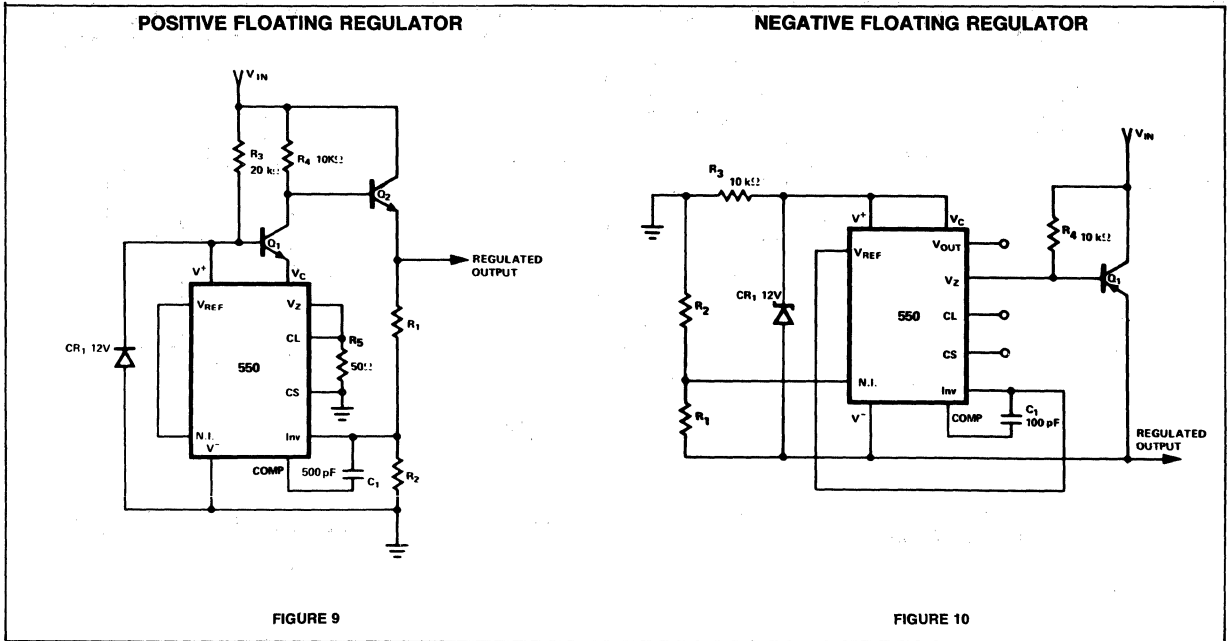 POSITIVE FLOATING REGULATOR
V IN
R3
20 kΩ
R4 10KΩ
Q2
Q1
REGULATED
OUTPUT
V+
VC
VREF
VZ
R1
CL
R5
50Ω
CR1 12V
550
CS
N.I.
Inv
V-
COMP
500 pF
C1
R2
FIGURE 9
NEGATIVE FLOATING REGULATOR
VIN
R3
10 kΩ
V+
VC
VOUT
R4 10 kΩ
VREF
VZ
Q1
CR1 12V
R2
550
CL
CS
N.I.
Inv
R1
V-
COMP
C1
100 pF
REGULATED
OUTPUT
FIGURE 10